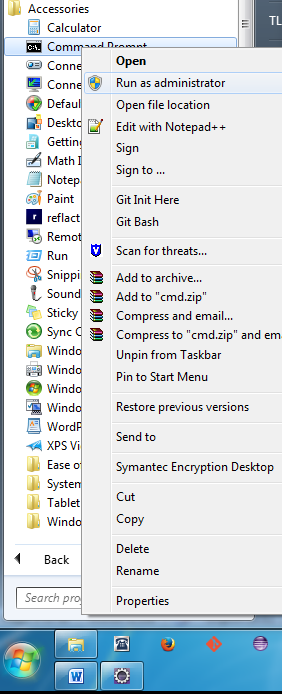 Accessories
TL
Calculator
Command Prompt
Open
Run as administrator
Open file location
Edit with Notepad++
Sign
Sign to ...
Git Init Here
Git Bash
Scan for threats...
Add to archive...
Add to "cmd.zip"
Compress and email...
Compress to "cmd.zip" and ema
Unpin from Taskbar
Pin to Start Menu
Restore previous versions
Send to
Symantec Encryption Desktop
Cut
Copy
Delete
Rename
Properties
Conne
Conne
Defaul
Deskto
Getting
Math I
Notep
Paint
reflact
Remot
Run
Snippi
Sound
Sticky
Sync C
Windo
Windo
Windo
Windo
WordP
XPS Vi
Ease o
System
Tablet
Windo
Back
Search pro
W